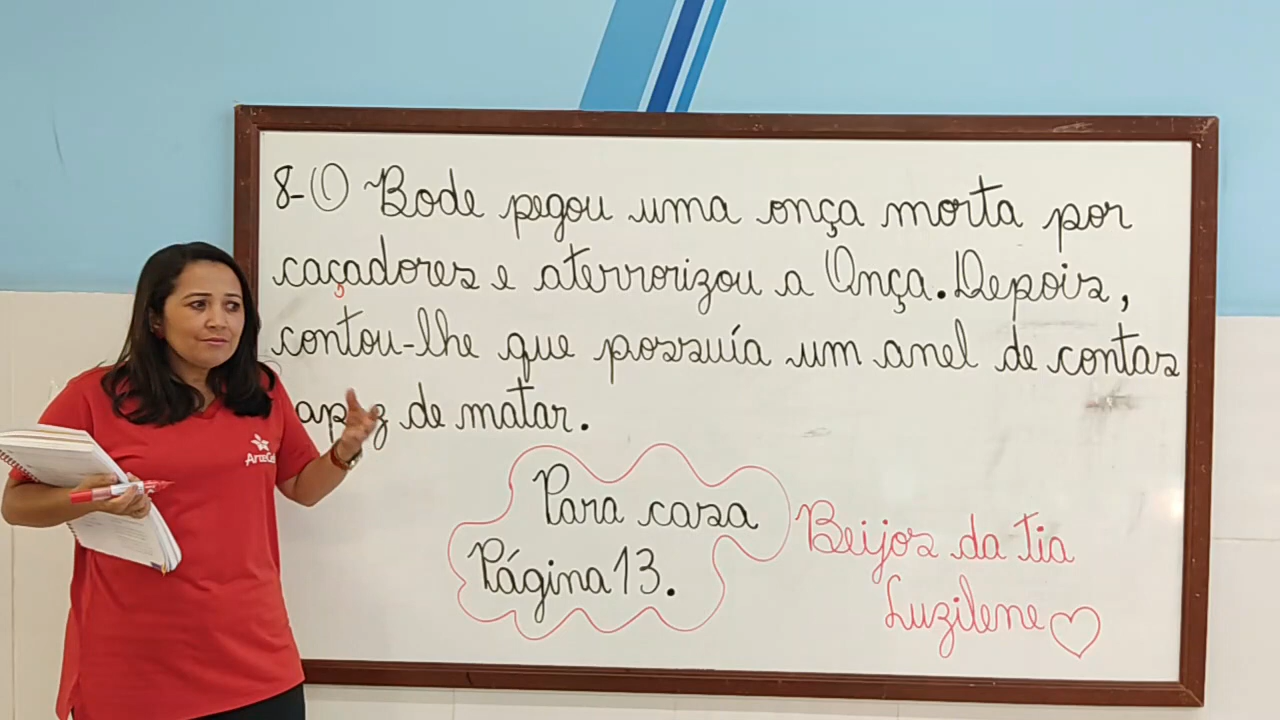 8- O Bode pegou uma onça morta por
caçadores e aterrorizou a Onça. Depois,
contou-lhe que possuía um anel de contas
de matar.
Para casa
Página 13.
Beijos da tia
Luzilene